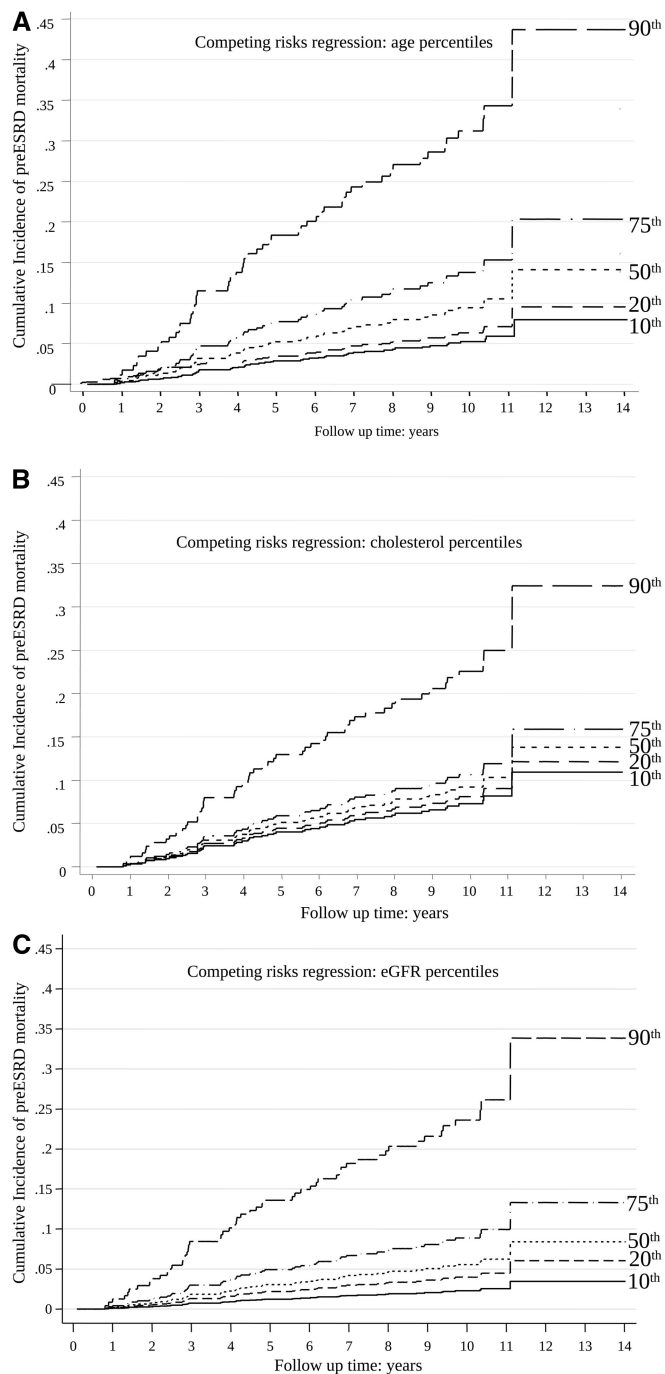 A
Competing risks regression: age percentiles
Cumulative Incidence of preESRD mortality
.45
.4
.35
.3
.25
.2
.15
.1
.05
0
90th
75th
50th
20th
10th
0 1 2 3 4 5 6 7 8 9 10 11 12 13 14
Follow up time: years
B
Competing risks regression: cholesterol percentiles
Cumulative Incidence of preESRD mortality
.45
.4
.35
.3
.25
.2
.15
.1
.05
0
90th
75th
50th
20th
10th
0 1 2 3 4 5 6 7 8 9 10 11 12 13 14
Follow up time: years
C
Competing risks regression: eGFR percentiles
Cumulative Incidence of preESRD mortality
.45
.4
.35
.3
.25
.2
.15
.1
.05
0
90th
75th
50th
20th
10th
0 1 2 3 4 5 6 7 8 9 10 11 12 13 14
Follow up time: years